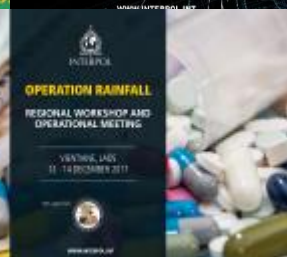 WWW.INTERPOL.INT
INTERPOL
OPERATION RAINFALL
REGIONAL WORKSHOP AND
OPERATIONAL MEETING
VIENTIANE, LAOS
14 DECEMBER 2017
www.interpol.int